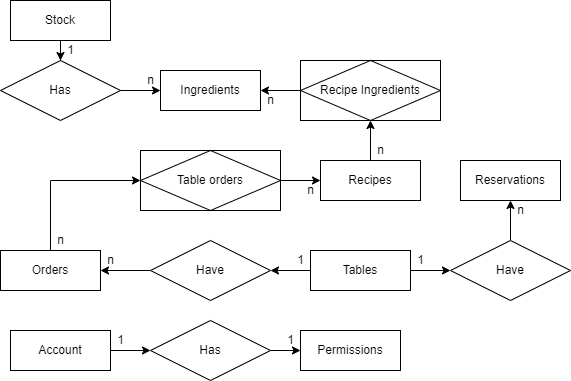 Stock
1
Has
n
Ingredients
n
Recipe Ingredients
n
Table orders
n
Recipes
Reservations
n
n
Orders
n
Have
1
Tables
1
Have
Account
1
Has
1
Permissions